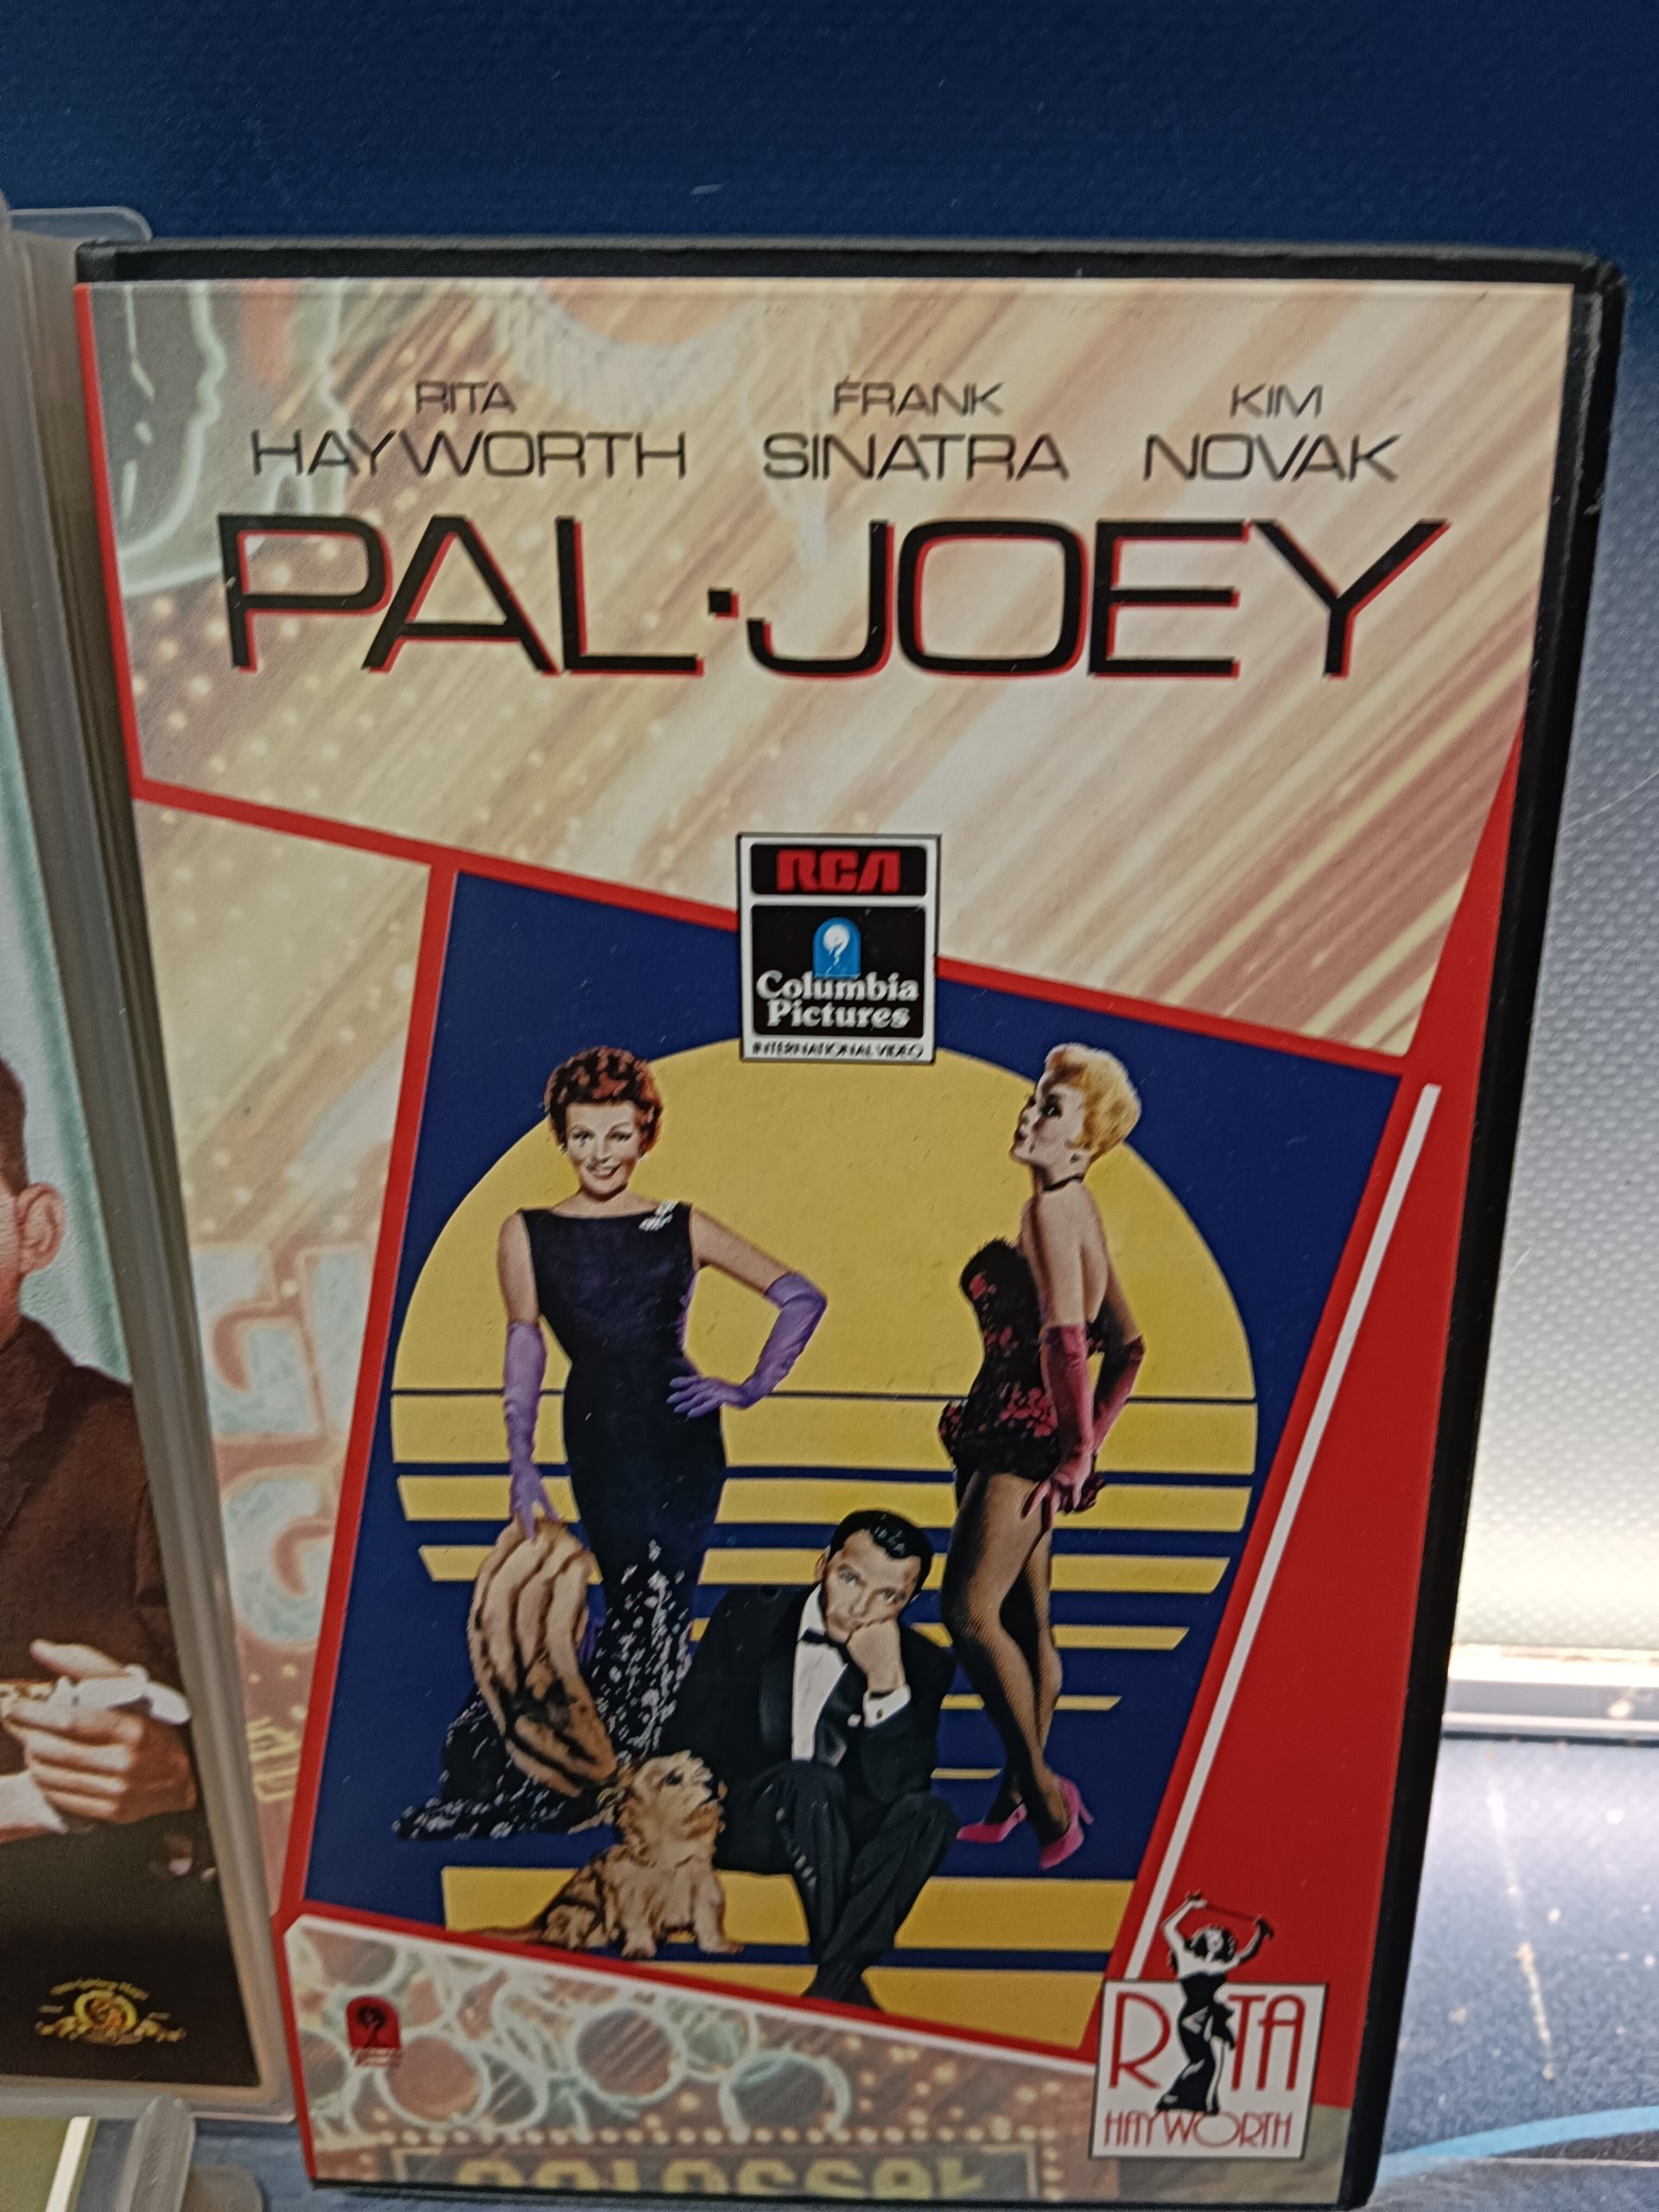 RITA FRANK KIM
HAYWORTH SINATRA NOVAK
PAL·JOEY
RCA
Columbia
Pictures
INTERNATIONAL VIDEO
RITA
HAYWORTH